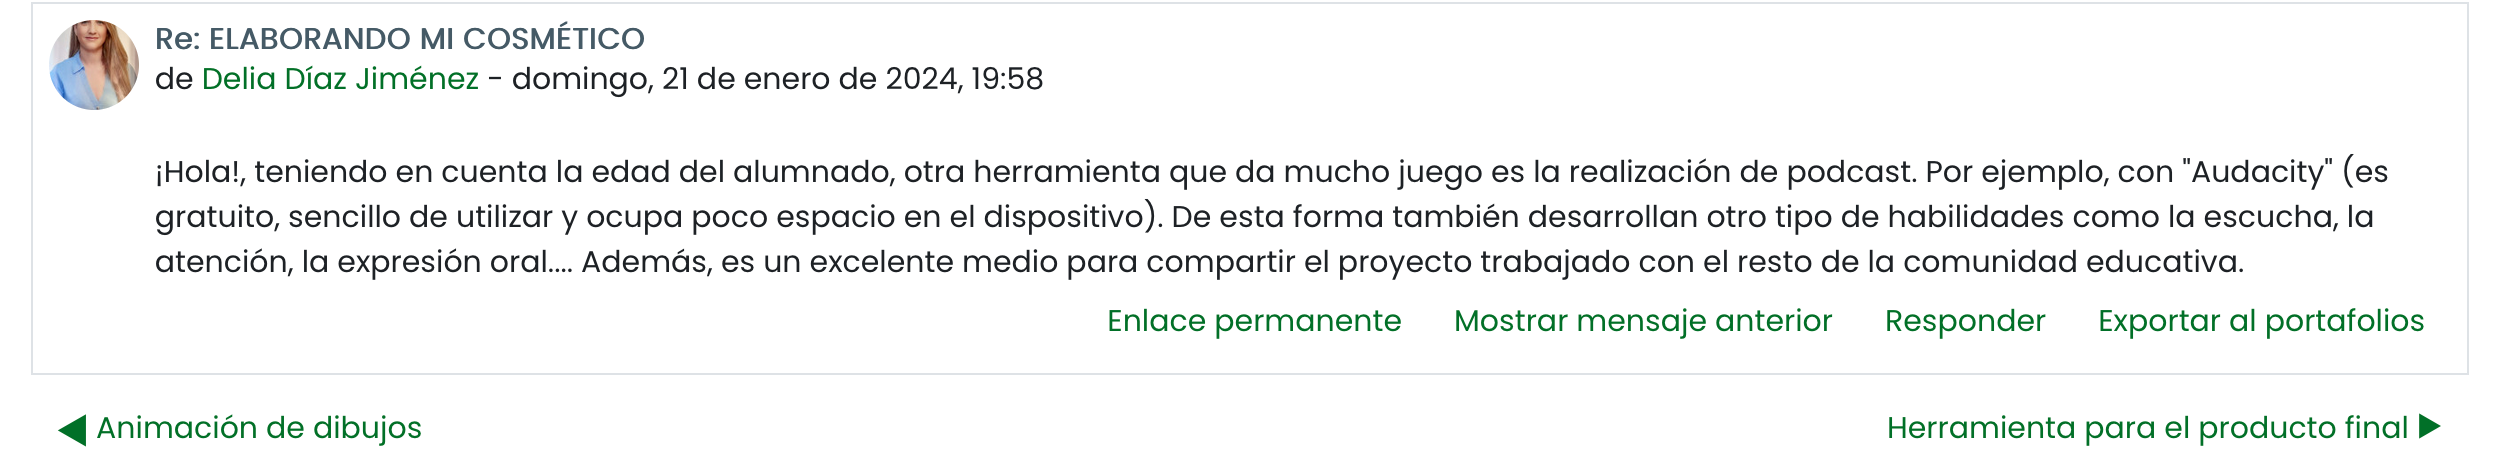 Re: ELABORANDO MI COSMÉTICO
de Delia Díaz Jiménez - domingo, 21 de enero de 2024, 19:58
¡Hola!, teniendo en cuenta la edad del alumnado, otra herramienta que da mucho juego es la realización de podcast. Por ejemplo, con "Audacity" (es
gratuito, sencillo de utilizar y ocupa poco espacio en el dispositivo). De esta forma también desarrollan otro tipo de habilidades como la escucha, la
atención, la expresión oral.... Además, es un excelente medio para compartir el proyecto trabajado con el resto de la comunidad educativa.
Enlace permanente Mostrar mensaje anterior Responder Exportar al portafolios
◀ Animación de dibujos Herramienta para el producto final ▶